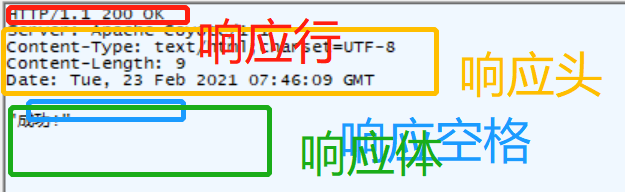 HTTP/1.1 200 OK
响应行
Server: Apache-Coyote/1.1
Content-Type: text/html;charset=UTF-8
Content-Length: 9
Date: Tue, 23 Feb 2021 07:46:09 GMT
响应头
"成功!"
响应空格
响应体